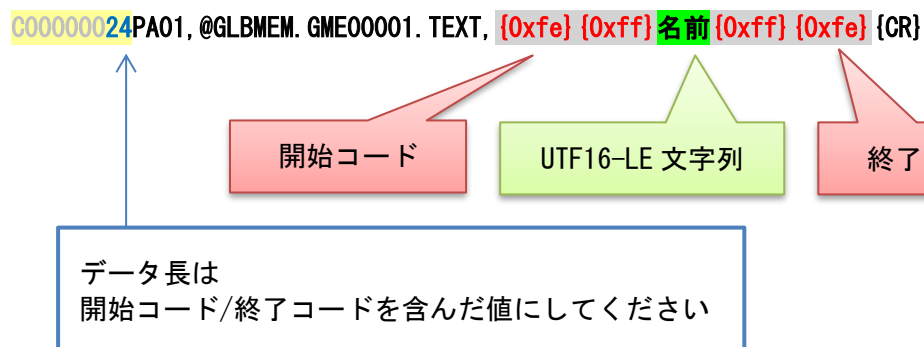 C00000024PA01,@GLBMEM.GME00001.TEXT,{0xfe}{0xff}名前{0xff}{0xfe}{CR}
開始コード
UTF16-LE 文字列
終了
データ長は
開始コード/終了コードを含んだ値にしてください